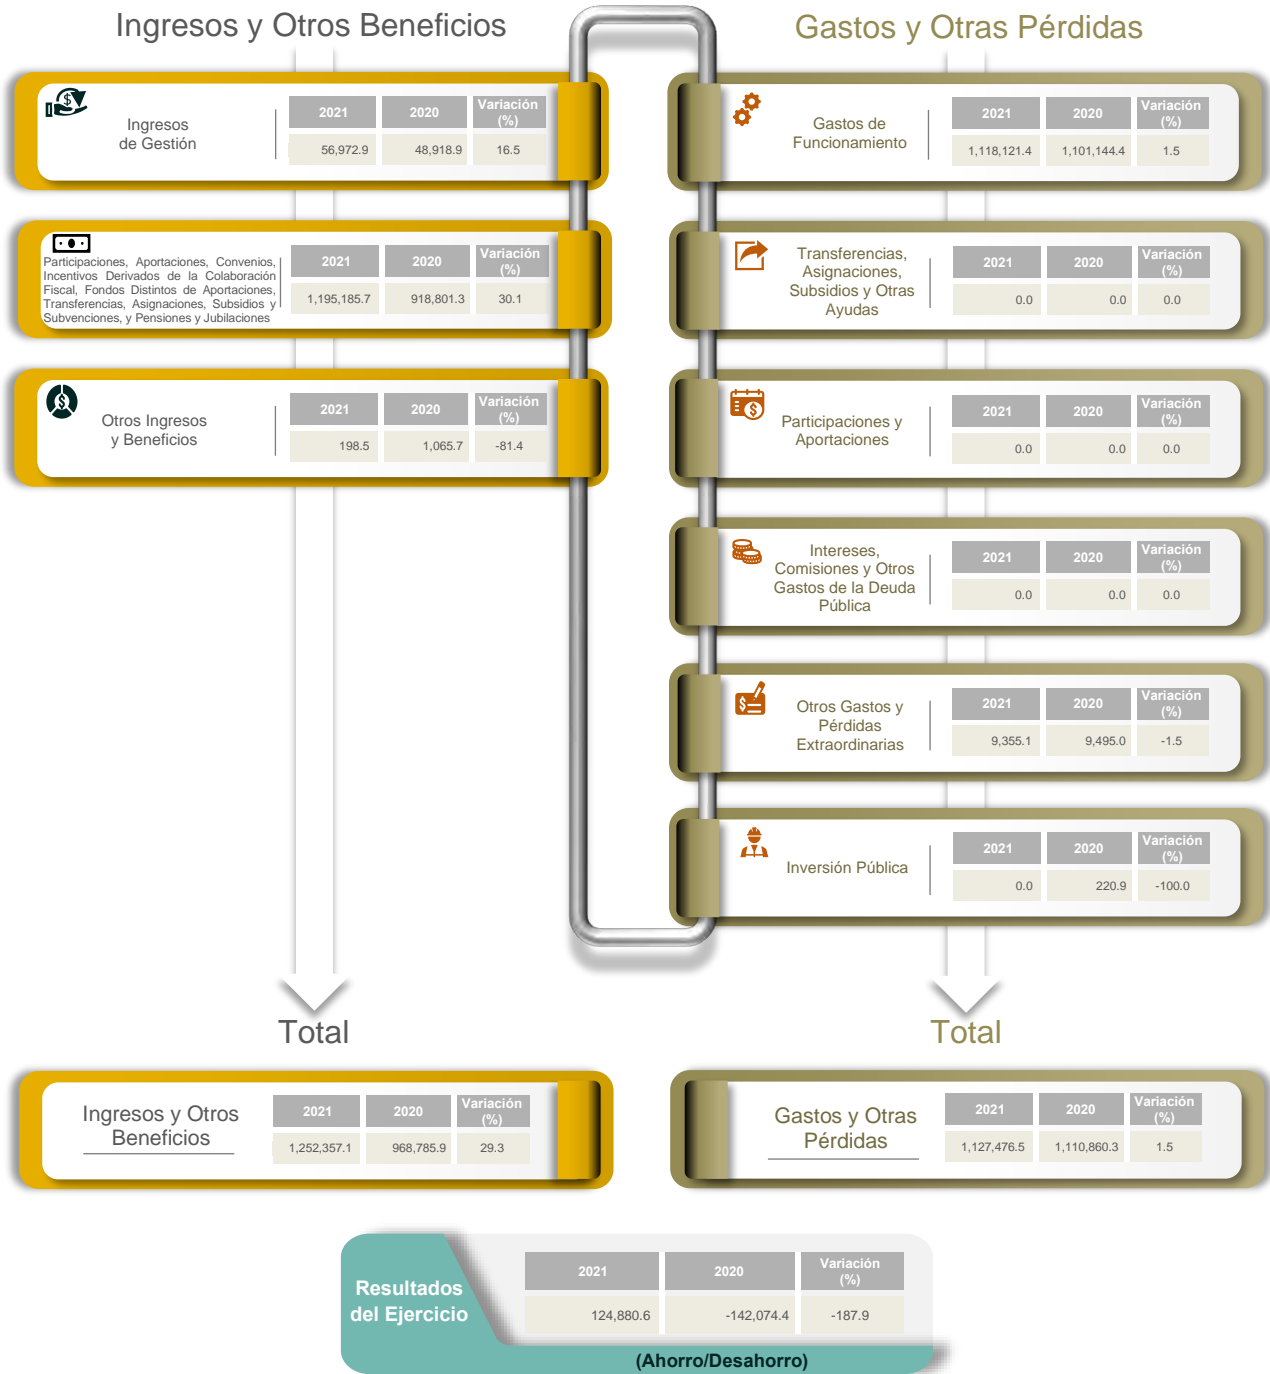 Ingresos y Otros Beneficios
Ingresos
de Gestión
2021 2020 Variación (%)
56,972.9 48,918.9 16.5
Participaciones, Aportaciones, Convenios,
Incentivos Derivados de la Colaboración
Fiscal, Fondos Distintos de Aportaciones,
Transferencias, Asignaciones, Subsidios y
Subvenciones, y Pensiones y Jubilaciones
2021 2020 Variación (%)
1,195,185.7 918,801.3 30.1
Otros Ingresos
y Beneficios
2021 2020 Variación (%)
198.5 1,065.7 -81.4
Total
Ingresos y Otros
Beneficios
2021 2020 Variación (%)
1,252,357.1 968,785.9 29.3
Gastos y Otras Pérdidas
Gastos de
Funcionamiento
2021 2020 Variación (%)
1,118,121.4 1,101,144.4 1.5
Transferencias,
Asignaciones,
Subsidios y Otras
Ayudas
2021 2020 Variación (%)
0.0 0.0 0.0
Participaciones y
Aportaciones
2021 2020 Variación (%)
0.0 0.0 0.0
Intereses,
Comisiones y Otros
Gastos de la Deuda
Pública
2021 2020 Variación (%)
0.0 0.0 0.0
Otros Gastos y
Pérdidas
Extraordinarias
2021 2020 Variación (%)
9,355.1 9,495.0 -1.5
Inversión Pública
2021 2020 Variación (%)
0.0 220.9 -100.0
Total
Gastos y Otras
Pérdidas
2021 2020 Variación (%)
1,127,476.5 1,110,860.3 1.5
Resultados
del Ejercicio
2021 2020 Variación (%)
124,880.6 -142,074.4 -187.9
(Ahorro/Desahorro)